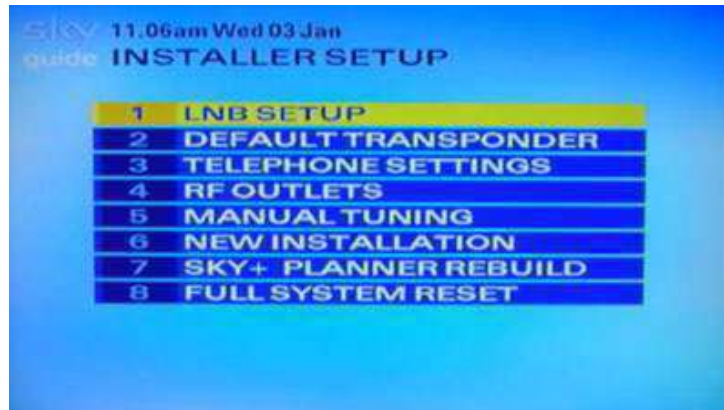 sky 11.06am Wed 03 Jan
guide INSTALLER SETUP
1 LNB SETUP
2 DEFAULT TRANSPONDER
3 TELEPHONE SETTINGS
4 RF OUTLETS
5 MANUAL TUNING
6 NEW INSTALLATION
7 SKY+ PLANNER REBUILD
8 FULL SYSTEM RESET